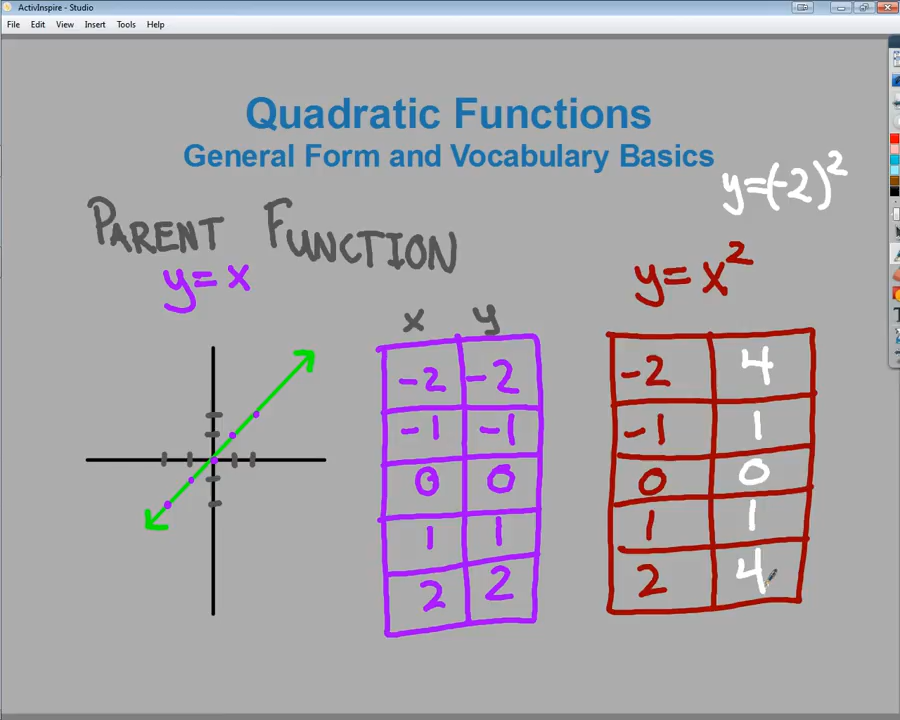 ActivInspire - Studio
File Edit View Insert Tools Help
Quadratic Functions
General Form and Vocabulary Basics
y=(-2)²
PARENT FUNCTION
y=x
y=x²
x y
-2 -2
-1 -1
0 0
1 1
2 2
-2 4
-1 1
0 0
1 1
2 4
T